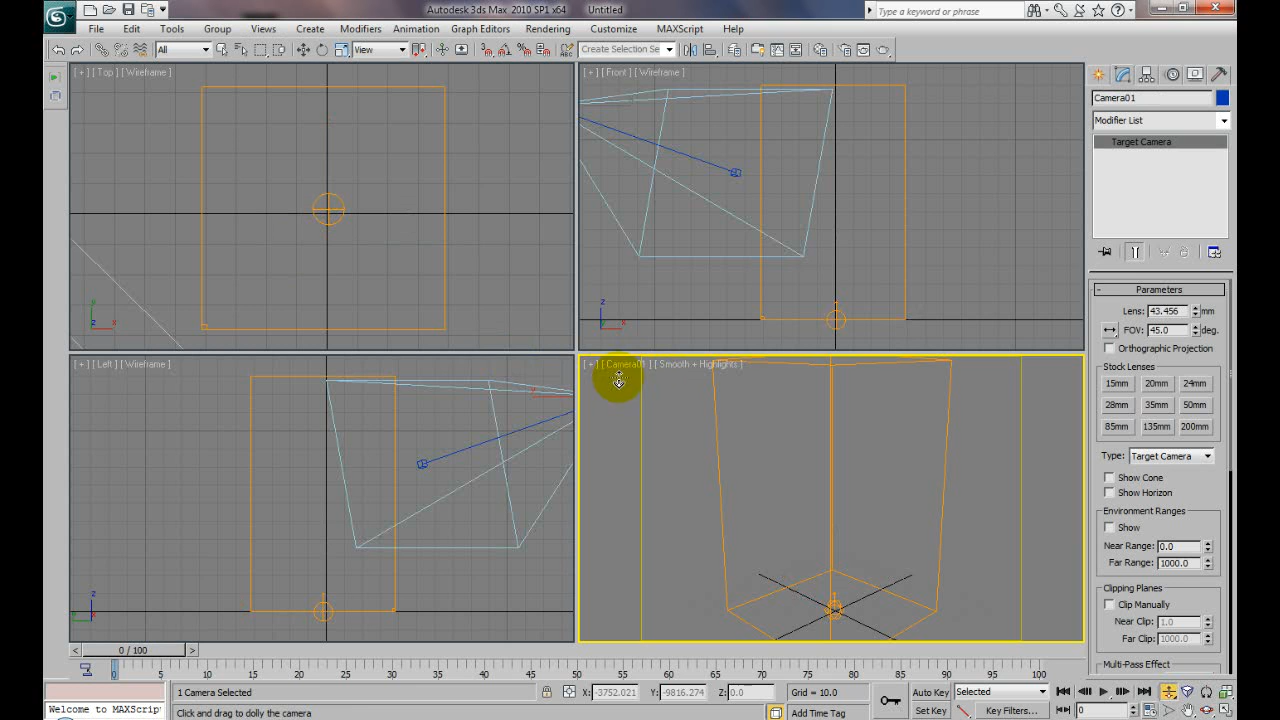 Autodesk 3ds Max 2010 SP1 x64 Untitled
Type a keyword or phrase
File Edit Tools Group Views Create Modifiers Animation Graph Editors Rendering Customize MAXScript Help
All View Create Selection Se
[ + ] [ Top ] [ Wireframe ]
[ + ] [ Front ] [ Wireframe ]
Camera01
Modifier List
Target Camera
y
z x
z
y x
- Parameters
Lens: 43.456 mm
FOV: 45.0 deg.
Orthographic Projection
[ + ] [ Left ] [ Wireframe ]
[ + ] [ Camera01 ] [ Smooth + Highlights ]
Stock Lenses
15mm 20mm 24mm
28mm 35mm 50mm
85mm 135mm 200mm
Type: Target Camera
Show Cone
Show Horizon
Environment Ranges
Show
Near Range: 0.0
Far Range: 1000.0
Clipping Planes
Clip Manually
Near Clip: 1.0
Far Clip: 1000.0
Multi-Pass Effect
z
y x
< 0 / 100 >
0 5 10 15 20 25 30 35 40 45 50 55 60 65 70 75 80 85 90 95 100
1 Camera Selected X: -3752.021 Y: -9816.274 Z: 0.0 Grid = 10.0 Auto Key Selected
Welcome to MAXScript Click and drag to dolly the camera Add Time Tag Set Key Key Filters... 0